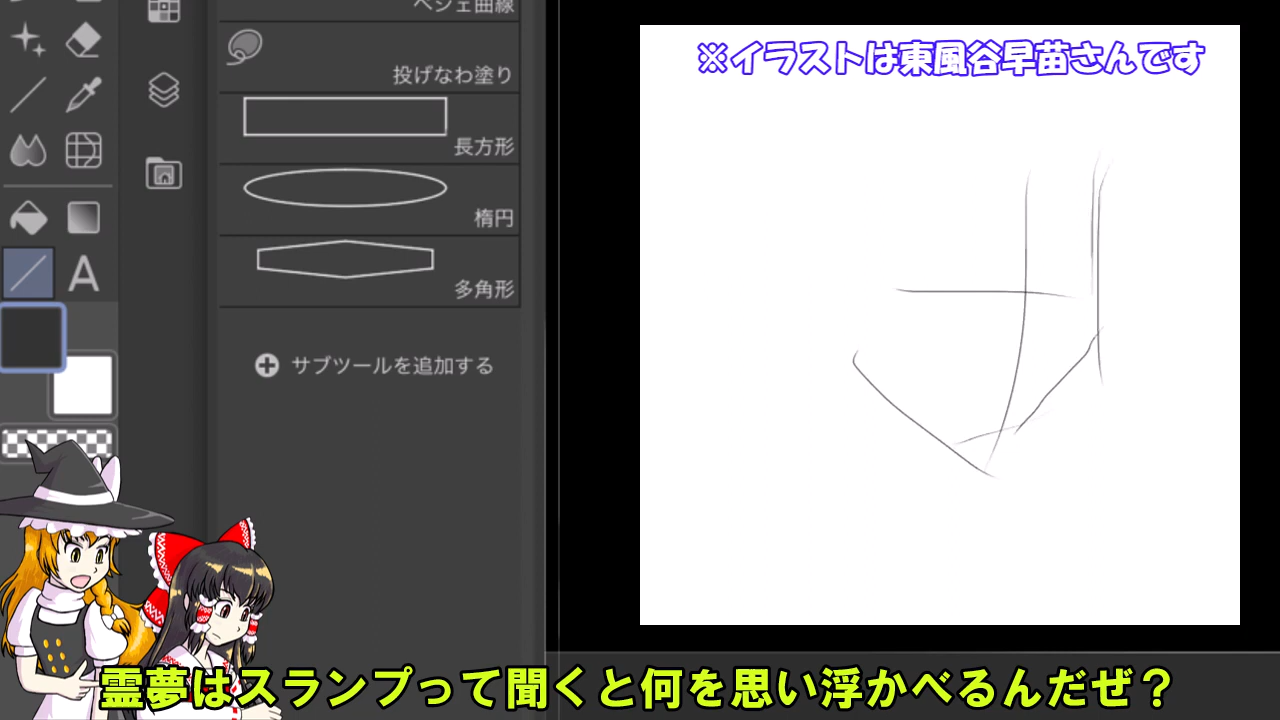 ベジェ曲線
※イラストは東風谷早苗さんです
投げなわ塗り
長方形
楕円
A
多角形
サブツールを追加する
霊夢はスランプって聞くと何を思い浮かべるんだぜ？